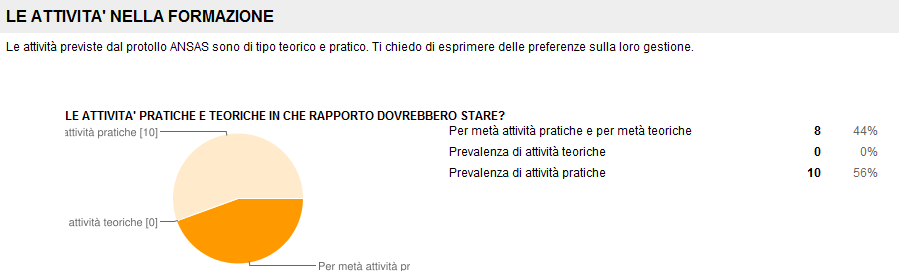 LE ATTIVITA' NELLA FORMAZIONE
Le attività previste dal protollo ANSAS sono di tipo teorico e pratico. Ti chiedo di esprimere delle preferenze sulla loro gestione.
LE ATTIVITA' PRATICHE E TEORICHE IN CHE RAPPORTO DOVREBBERO STARE?
attività pratiche [10]
attività teoriche [0]
Per metà attività pr
Per metà attività pratiche e per metà teoriche 8 44%
Prevalenza di attività teoriche 0 0%
Prevalenza di attività pratiche 10 56%